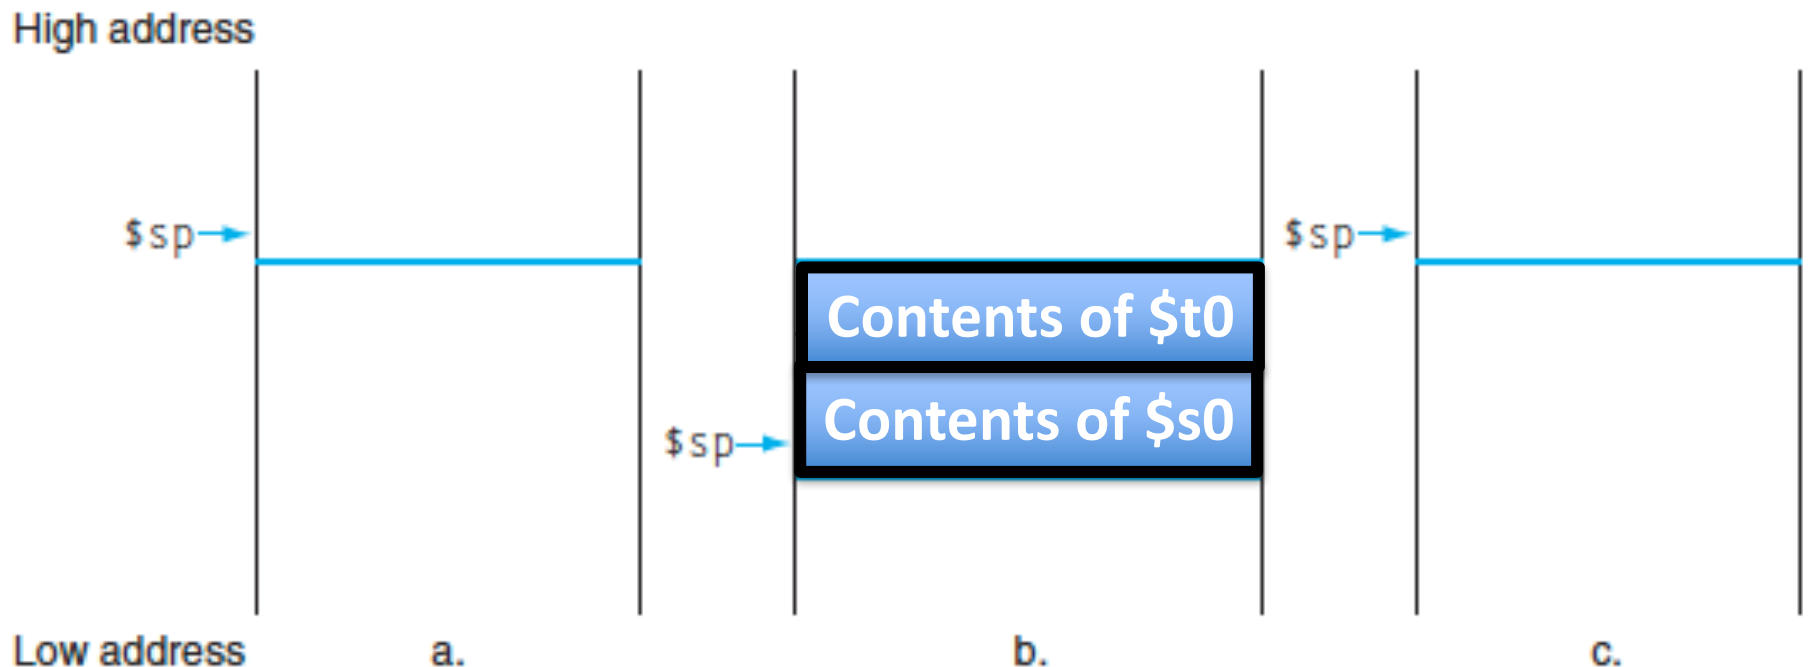 High address
$sp
$sp
Contents of $t0
Contents of $s0
$sp
Low address
a.
b.
c.